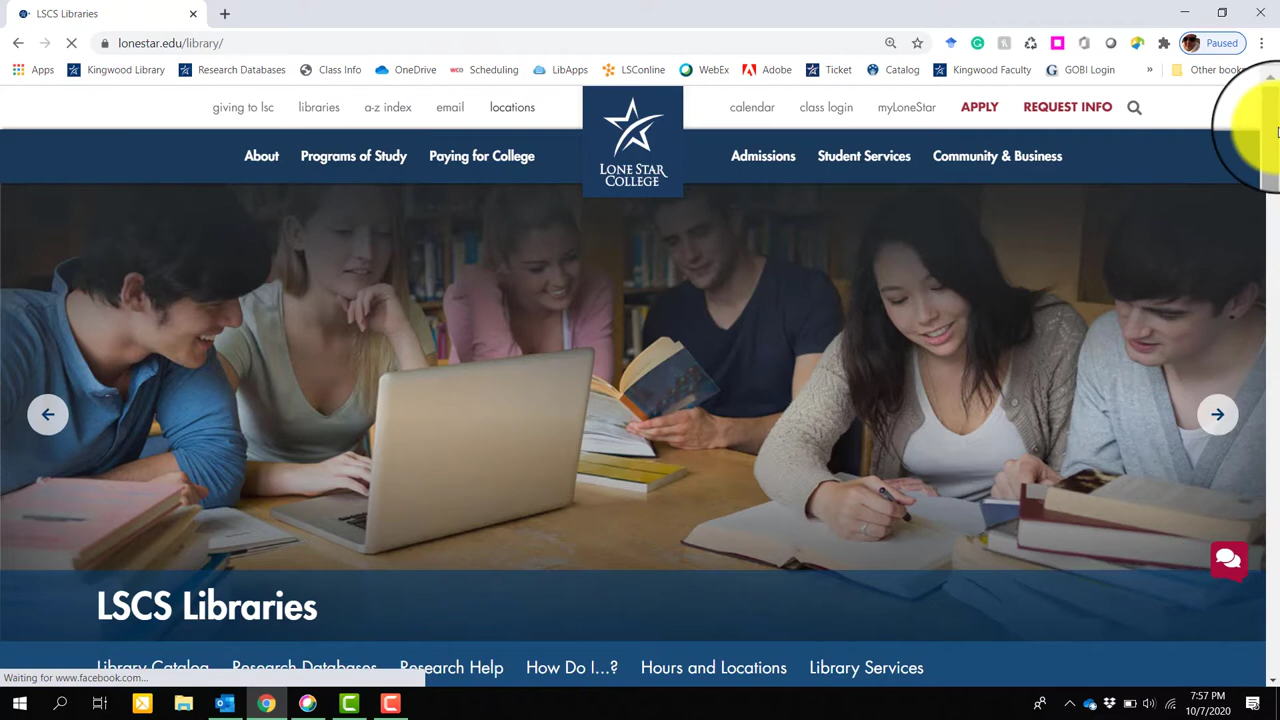 LSCS Libraries
lonestar.edu/library/
Paused
Apps Kingwood Library Research Databases Class Info OneDrive wco Scheduling LibApps LSConline WebEx Adobe Ticket Catalog Kingwood Faculty GOBI Login » Other book
giving to lsc libraries a-z index email locations calendar class login myLoneStar APPLY REQUEST INFO
About Programs of Study Paying for College LONE STAR COLLEGE Admissions Student Services Community & Business
LSCS Libraries
Library Catalog Research Databases Research Help How Do I...? Hours and Locations Library Services
Waiting for www.facebook.com...
7:57 PM
10/7/2020